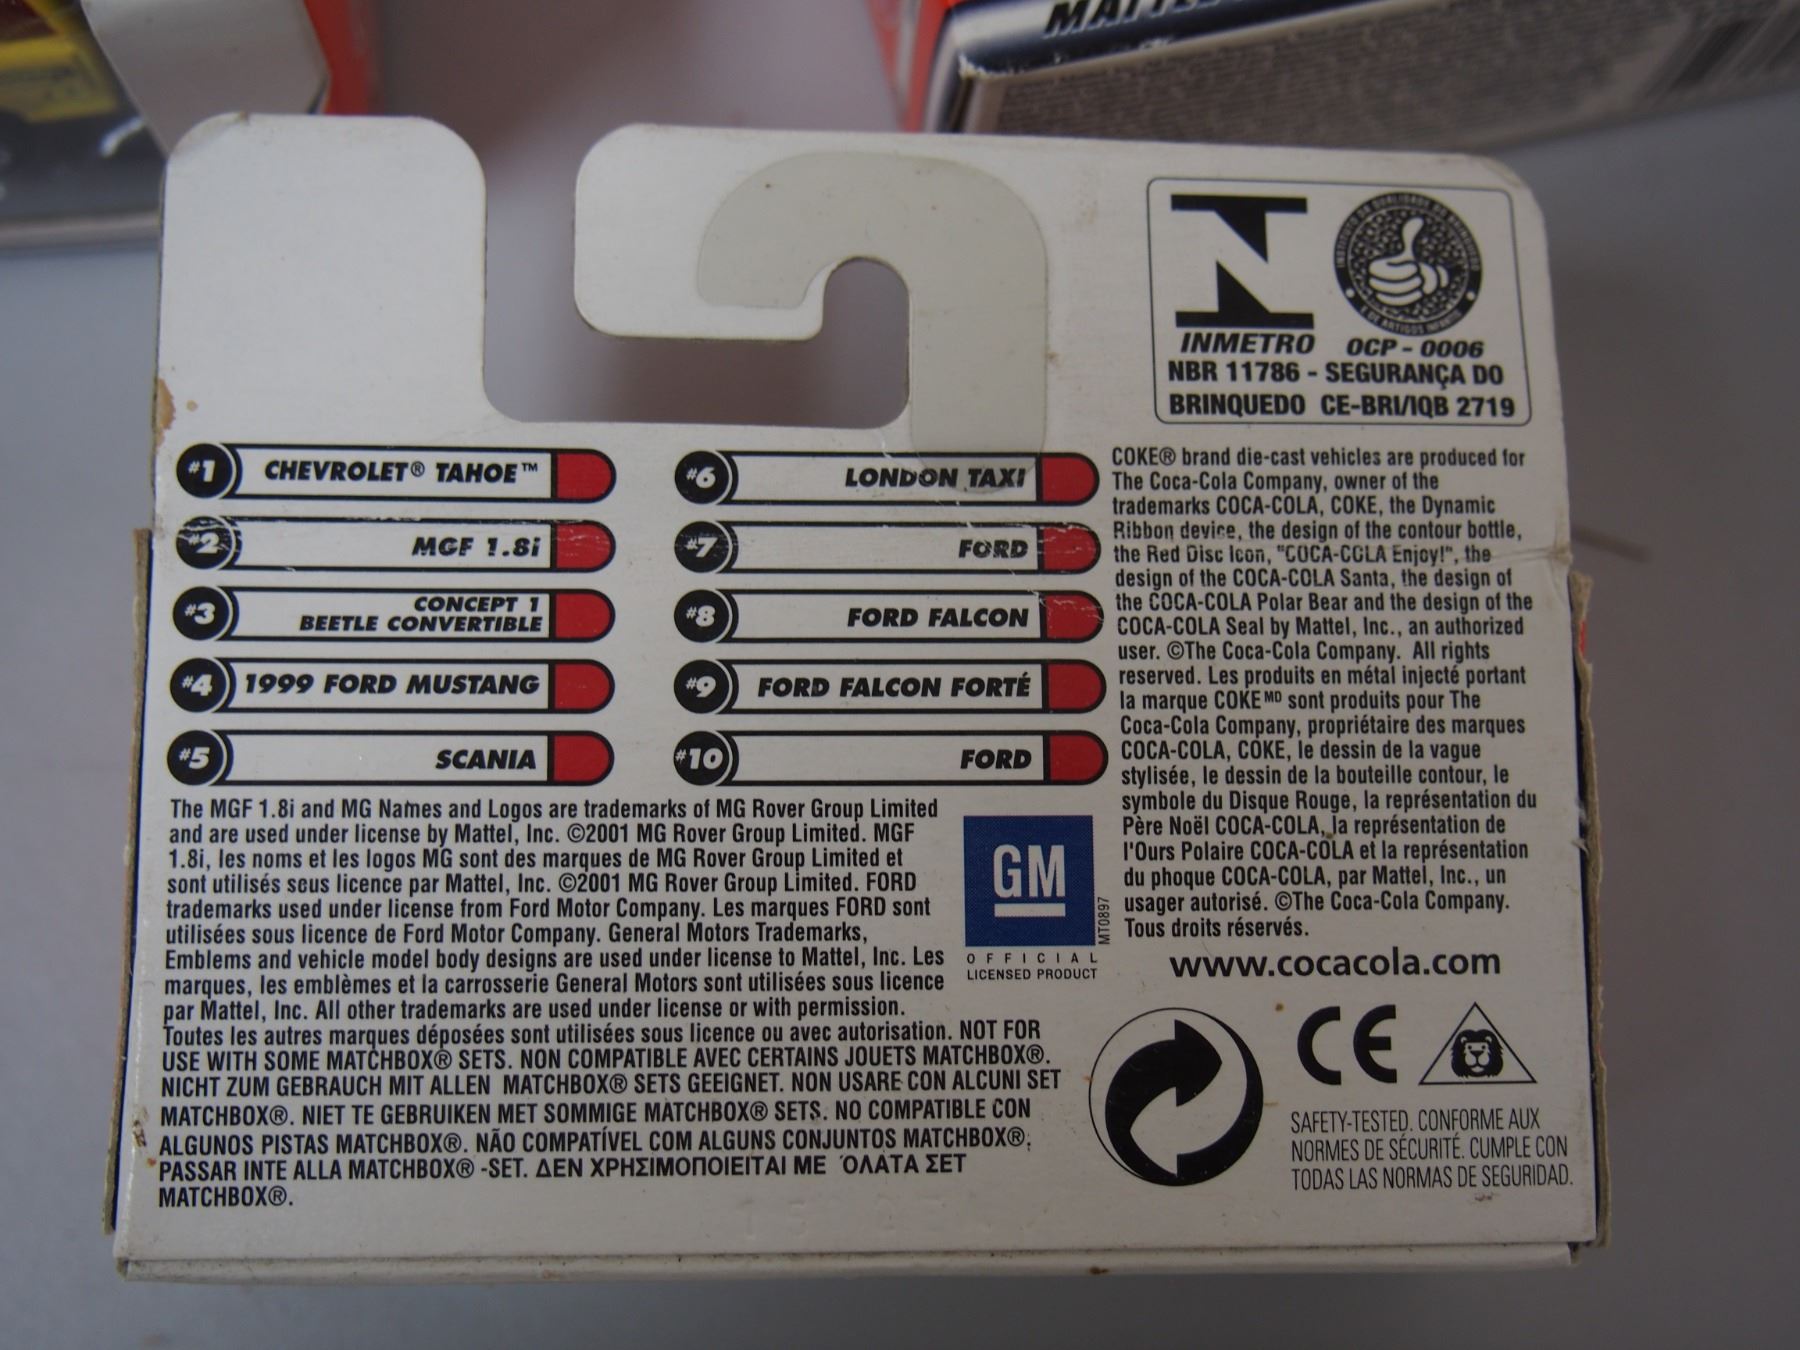 MATTEL
INMETRO OCP - 0006
NBR 11786 - SEGURANÇA DO
BRINQUEDO CE-BRI/IQB 2719
#1 CHEVROLET® TAHOE™
#2 MGF 1.8i
#3 CONCEPT 1
BEETLE CONVERTIBLE
#4 1999 FORD MUSTANG
#5 SCANIA
#6 LONDON TAXI
#7 FORD
#8 FORD FALCON
#9 FORD FALCON FORTÉ
#10 FORD
COKE® brand die-cast vehicles are produced for
The Coca-Cola Company, owner of the
trademarks COCA-COLA, COKE, the Dynamic
Ribbon device, the design of the contour bottle,
the Red Disc Icon, "COCA-COLA Enjoy!", the
design of the COCA-COLA Santa, the design of
the COCA-COLA Polar Bear and the design of the
COCA-COLA Seal by Mattel, Inc., an authorized
user. ©The Coca-Cola Company. All rights
reserved. Les produits en métal injecté portant
la marque COKE MD sont produits pour The
Coca-Cola Company, propriétaire des marques
COCA-COLA, COKE, le dessin de la vague
stylisée, le dessin de la bouteille contour, le
symbole du Disque Rouge, la représentation du
Père Noël COCA-COLA, la représentation de
l'Ours Polaire COCA-COLA et la représentation
du phoque COCA-COLA, par Mattel, Inc., un
usager autorisé. ©The Coca-Cola Company.
Tous droits réservés.
www.cocacola.com
The MGF 1.8i and MG Names and Logos are trademarks of MG Rover Group Limited
and are used under license by Mattel, Inc. ©2001 MG Rover Group Limited. MGF
1.8i, les noms et les logos MG sont des marques de MG Rover Group Limited et
sont utilisés sous licence par Mattel, Inc. ©2001 MG Rover Group Limited. FORD
trademarks used under license from Ford Motor Company. Les marques FORD sont
utilisées sous licence de Ford Motor Company. General Motors Trademarks,
Emblems and vehicle model body designs are used under license to Mattel, Inc. Les
marques, les emblèmes et la carrosserie General Motors sont utilisées sous licence
par Mattel, Inc. All other trademarks are used under license or with permission.
Toutes les autres marques déposées sont utilisées sous licence ou avec autorisation. NOT FOR
USE WITH SOME MATCHBOX® SETS. NON COMPATIBLE AVEC CERTAINS JOUETS MATCHBOX®.
NICHT ZUM GEBRAUCH MIT ALLEN MATCHBOX® SETS GEEIGNET. NON USARE CON ALCUNI SET
MATCHBOX®. NIET TE GEBRUIKEN MET SOMMIGE MATCHBOX® SETS. NO COMPATIBLE CON
ALGUNOS PISTAS MATCHBOX®. NÃO COMPATÍVEL COM ALGUNS CONJUNTOS MATCHBOX®.
PASSAR INTE ALLA MATCHBOX® -SET. ΔΕΝ ΧΡΗΣΙΜΟΠΟΙΕΙΤΑΙ ΜΕ ΌΛΑΤΑ ΣΕΤ
MATCHBOX®.
GM
MT0897
OFFICIAL
LICENSED PRODUCT
CE
SAFETY-TESTED. CONFORME AUX
NORMES DE SÉCURITÉ. CUMPLE CON
TODAS LAS NORMAS DE SEGURIDAD.